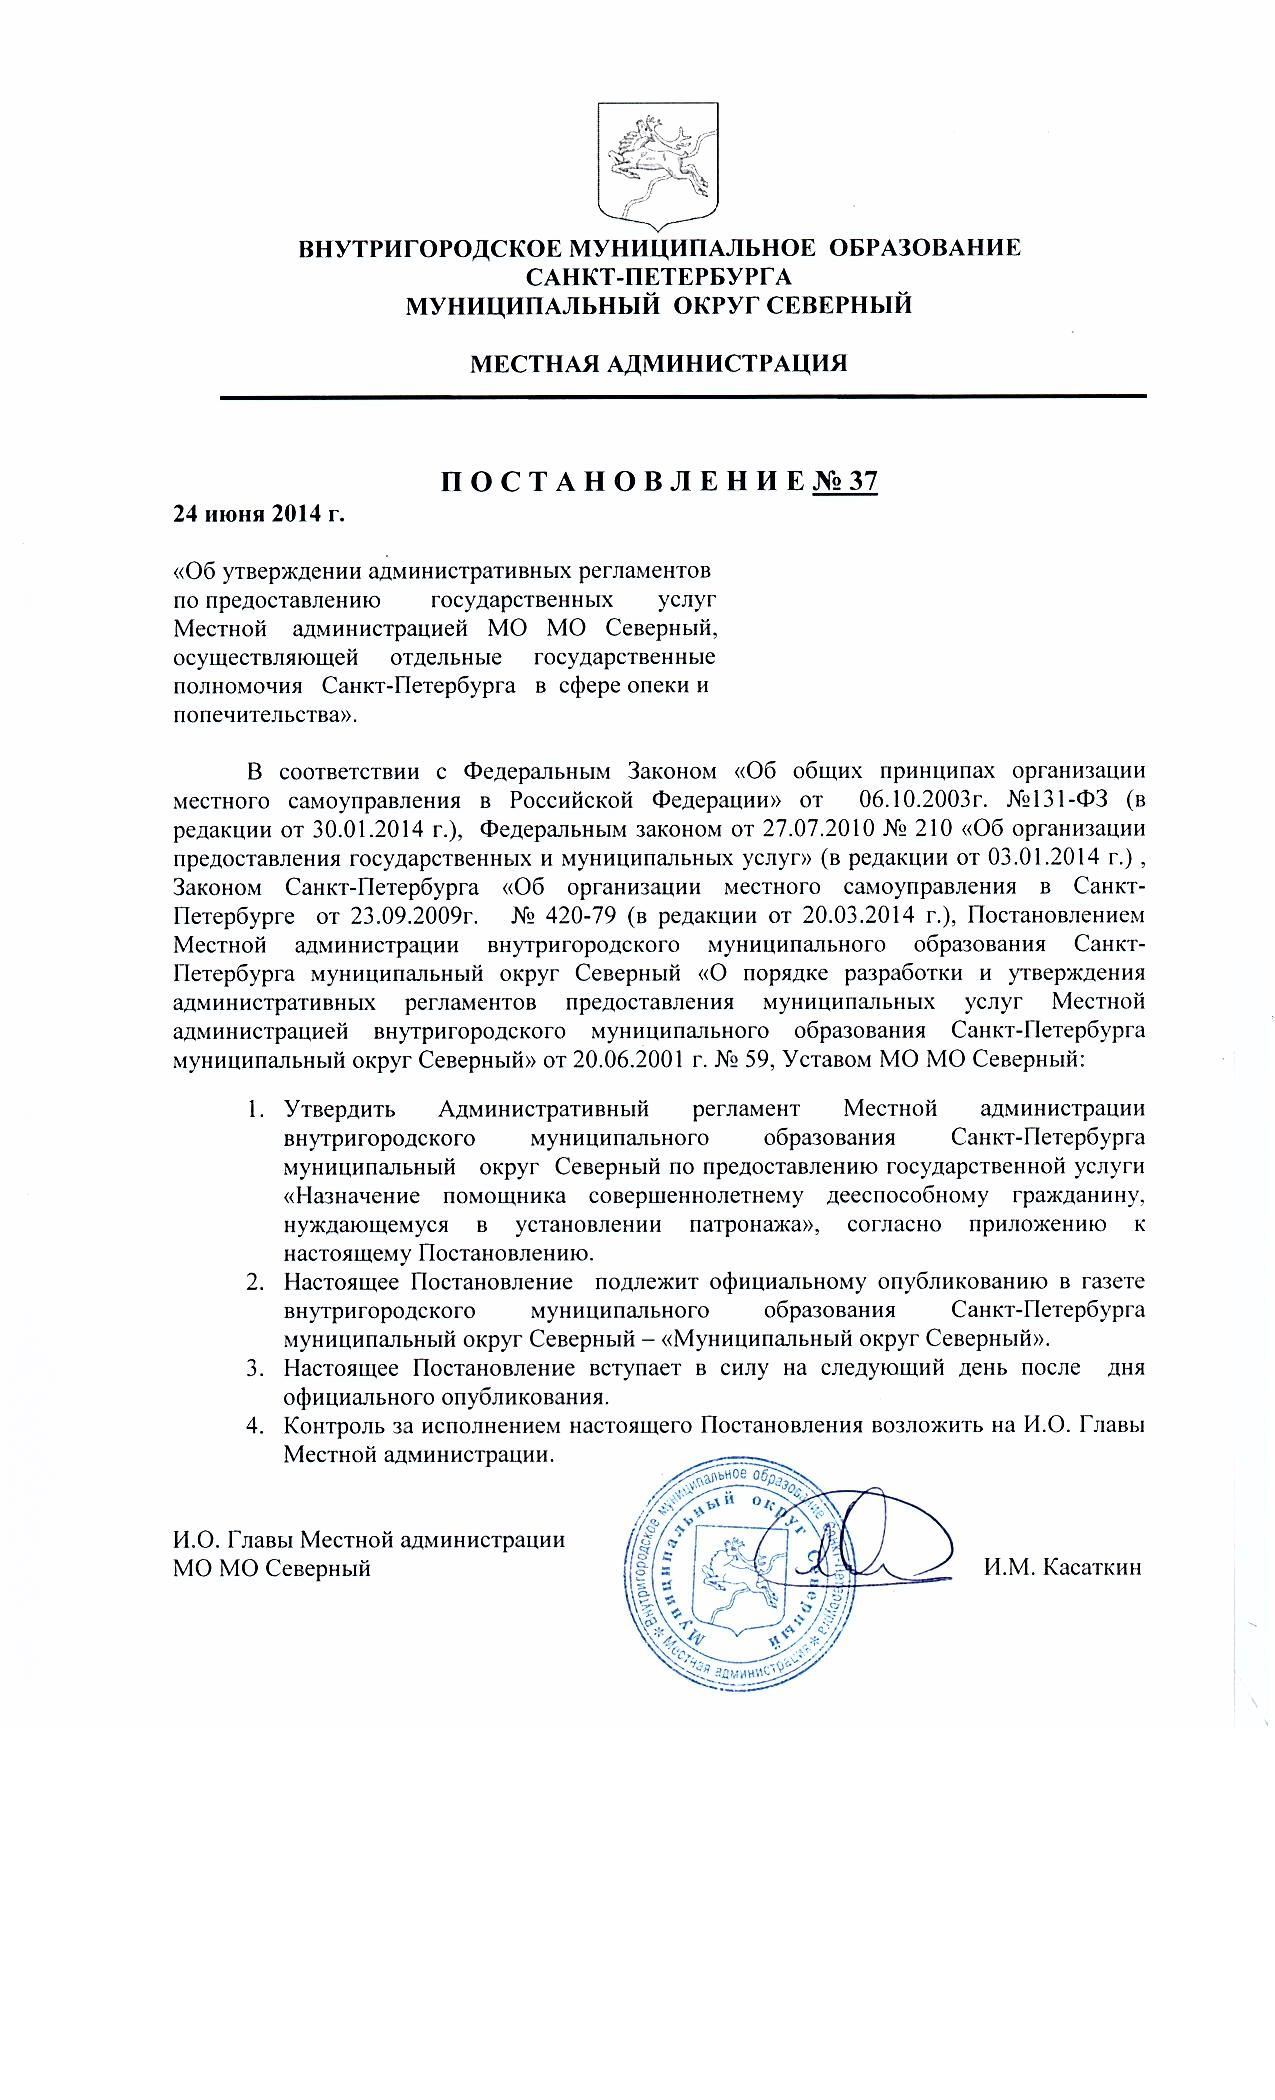 ВНУТРИГОРОДСКОЕ МУНИЦИПАЛЬНОЕ ОБРАЗОВАНИЕ
САНКТ-ПЕТЕРБУРГА
МУНИЦИПАЛЬНЫЙ ОКРУГ СЕВЕРНЫЙ
МЕСТНАЯ АДМИНИСТРАЦИЯ
П О С Т А Н О В Л Е Н И Е № 37
24 июня 2014 г.
«Об утверждении административных регламентов
по предоставлению государственных услуг
Местной администрацией МО МО Северный,
осуществляющей отдельные государственные
полномочия Санкт-Петербурга в сфере опеки и
попечительства».
В соответствии с Федеральным Законом «Об общих принципах организации
местного самоуправления в Российской Федерации» от 06.10.2003г. №131-ФЗ (в
редакции от 30.01.2014 г.), Федеральным законом от 27.07.2010 № 210 «Об организации
предоставления государственных и муниципальных услуг» (в редакции от 03.01.2014 г.) ,
Законом Санкт-Петербурга «Об организации местного самоуправления в Санкт-
Петербурге от 23.09.2009г. № 420-79 (в редакции от 20.03.2014 г.), Постановлением
Местной администрации внутригородского муниципального образования Санкт-
Петербурга муниципальный округ Северный «О порядке разработки и утверждения
административных регламентов предоставления муниципальных услуг Местной
администрацией внутригородского муниципального образования Санкт-Петербурга
муниципальный округ Северный» от 20.06.2001 г. № 59, Уставом МО МО Северный:
1. Утвердить Административный регламент Местной администрации
внутригородского муниципального образования Санкт-Петербурга
муниципальный округ Северный по предоставлению государственной услуги
«Назначение помощника совершеннолетнему дееспособному гражданину,
нуждающемуся в установлении патронажа», согласно приложению к
настоящему Постановлению.
2. Настоящее Постановление подлежит официальному опубликованию в газете
внутригородского муниципального образования Санкт-Петербурга
муниципальный округ Северный – «Муниципальный округ Северный».
3. Настоящее Постановление вступает в силу на следующий день после дня
официального опубликования.
4. Контроль за исполнением настоящего Постановления возложить на И.О. Главы
Местной администрации.
И.О. Главы Местной администрации
МО МО Северный И.М. Касаткин
Внутригородское муниципальное образование Санкт-Петербурга
* Местная администрация *
Муниципальный округ Северный